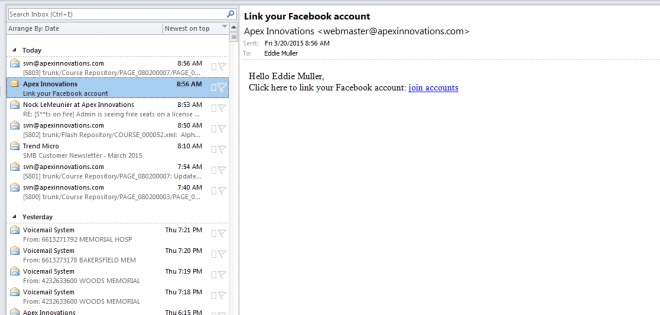 Search Inbox (Ctrl+E)
Arrange By: Date Newest on top
Today
svn@apexinnovations.com 8:56 AM
[S803] trunk/Course Repository/PAGE_080200007/PAGE_0...
Apex Innovations 8:56 AM
Link your Facebook account
Nock LeMeunier at Apex Innovations 8:53 AM
RE: [S**ts on fire] Admin is seeing free seats on a license ...
svn@apexinnovations.com 8:50 AM
[S802] trunk/Flash Repository/COURSE_000052.xml: Alph...
Trend Micro 8:10 AM
SMB Customer Newsletter - March 2015
svn@apexinnovations.com 7:54 AM
[S801] trunk/Course Repository/PAGE_080200007: Update...
svn@apexinnovations.com 7:40 AM
[S800] trunk/Course Repository/PAGE_080200003/PAGE_0...
Yesterday
Voicemail System Thu 7:21 PM
From: 6613271792 MEMORIAL HOSP
Voicemail System Thu 7:20 PM
From: 6613273178 BAKERSFIELD MEM
Voicemail System Thu 7:19 PM
From: 4232633600 WOODS MEMORIAL
Voicemail System Thu 7:18 PM
From: 4232633600 WOODS MEMORIAL
Apex Innovations Thu 6:15 PM
Link your Facebook account
Apex Innovations <webmaster@apexinnovations.com>
Sent: Fri 3/20/2015 8:56 AM
To: Eddie Muller
Hello Eddie Muller,
Click here to link your Facebook account: join accounts